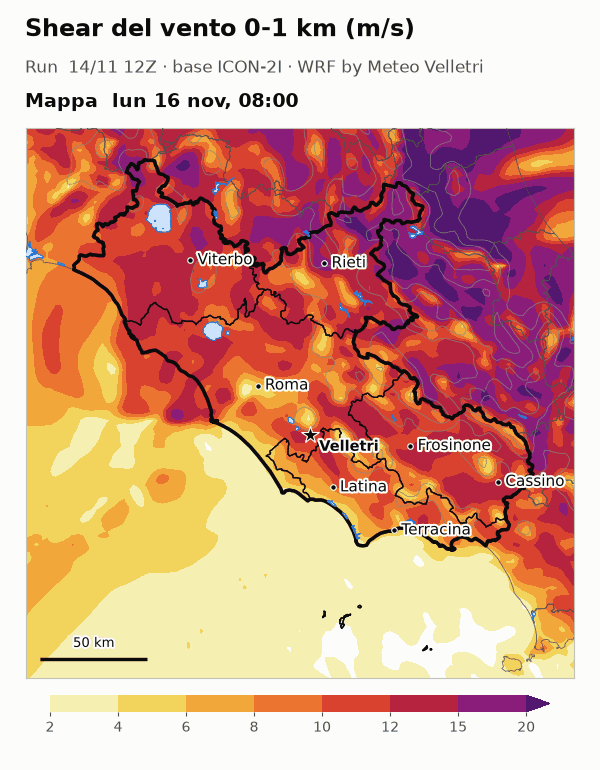 Shear del vento 0-1 km (m/s)
Run  14/11 12Z · base ICON-2I · WRF by Meteo Velletri
Mappa  lun 16 nov, 08:00
Viterbo
Rieti
Roma
Velletri
Frosinone
Latina
Cassino
Terracina
50 km
2 4 6 8 10 12 15 20